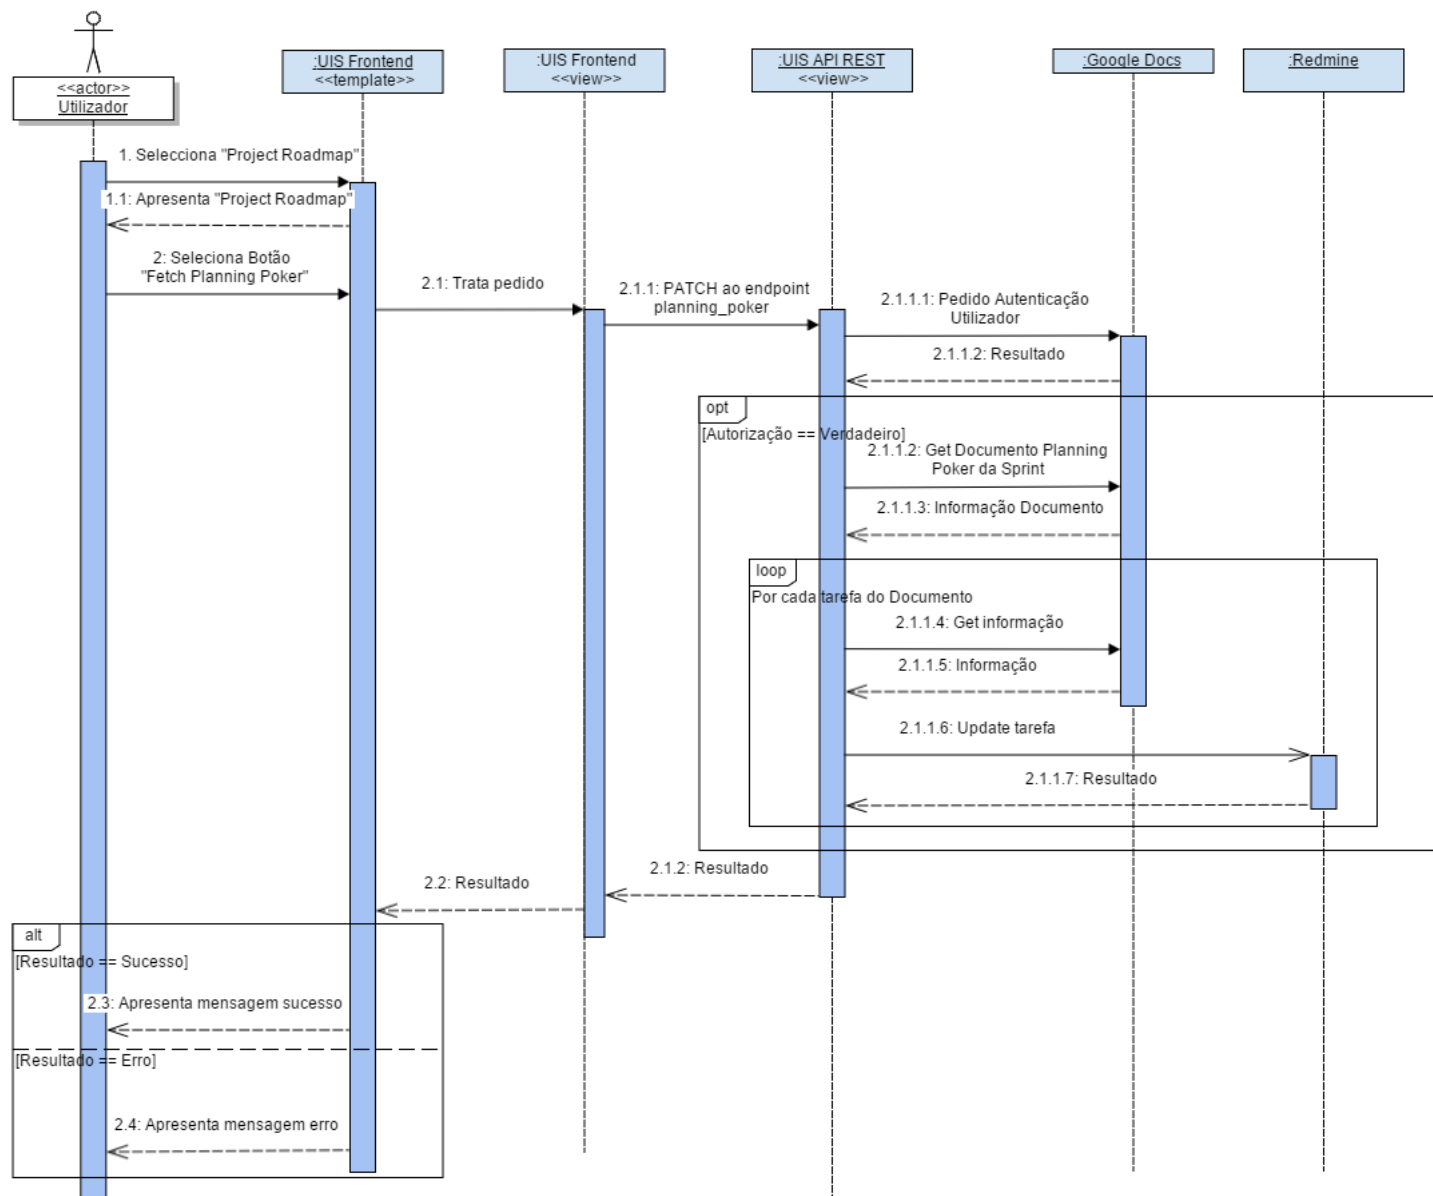 <<actor>>
Utilizador
:UIS Frontend
<<template>>
:UIS Frontend
<<view>>
:UIS API REST
<<view>>
:Google Docs
:Redmine
1. Selecciona "Project Roadmap"
1.1: Apresenta "Project Roadmap"
2: Seleciona Botão
"Fetch Planning Poker"
2.1: Trata pedido
2.1.1: PATCH ao endpoint
planning_poker
2.1.1.1: Pedido Autenticação
Utilizador
2.1.1.2: Resultado
opt
[Autorização == Verdadeiro]
2.1.1.2: Get Documento Planning
Poker da Sprint
2.1.1.3: Informação Documento
loop
Por cada tarefa do Documento
2.1.1.4: Get informação
2.1.1.5: Informação
2.1.1.6: Update tarefa
2.1.1.7: Resultado
2.1.2: Resultado
2.2: Resultado
alt
[Resultado == Sucesso]
2.3: Apresenta mensagem sucesso
[Resultado == Erro]
2.4: Apresenta mensagem erro